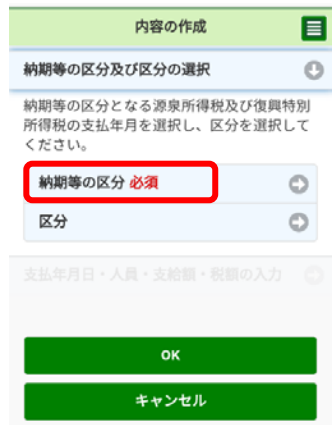 内容の作成
納期等の区分及び区分の選択
納期等の区分となる源泉所得税及び復興特別
所得税の支払年月を選択し、区分を選択して
ください。
納期等の区分 必須
区分
支払年月日・人員・支給額・税額の入力
OK
キャンセル